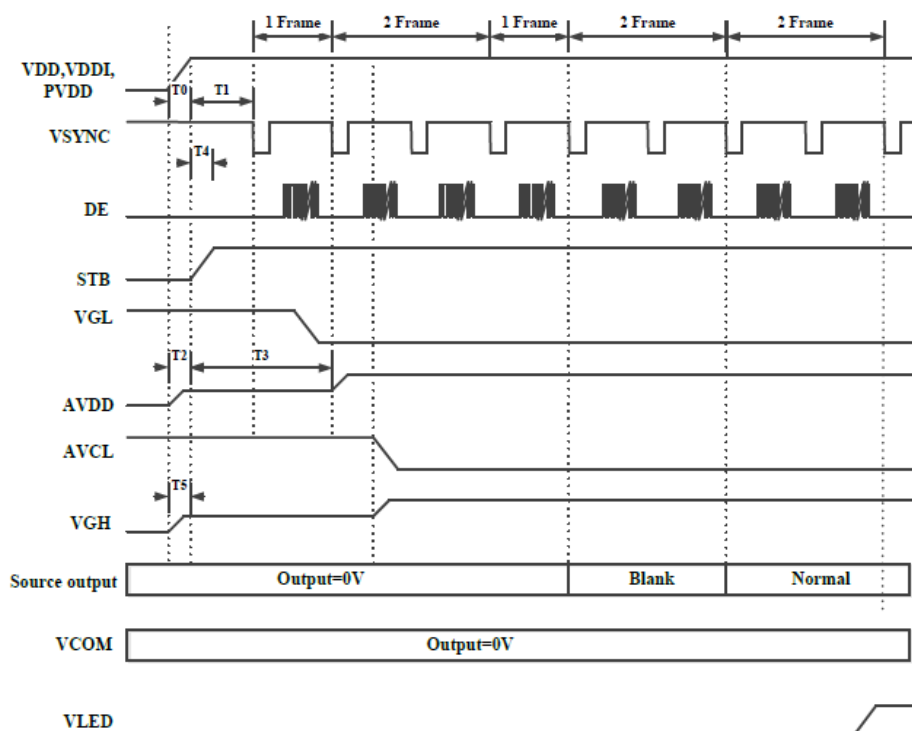 1 Frame 2 Frame 1 Frame 2 Frame 2 Frame
VDD,VDDI,
PVDD
T0 T1
VSYNC
T4
DE
STB
VGL
T2 T3
AVDD
AVCL
T5
VGH
Source output Output=0V Blank Normal
VCOM Output=0V
VLED